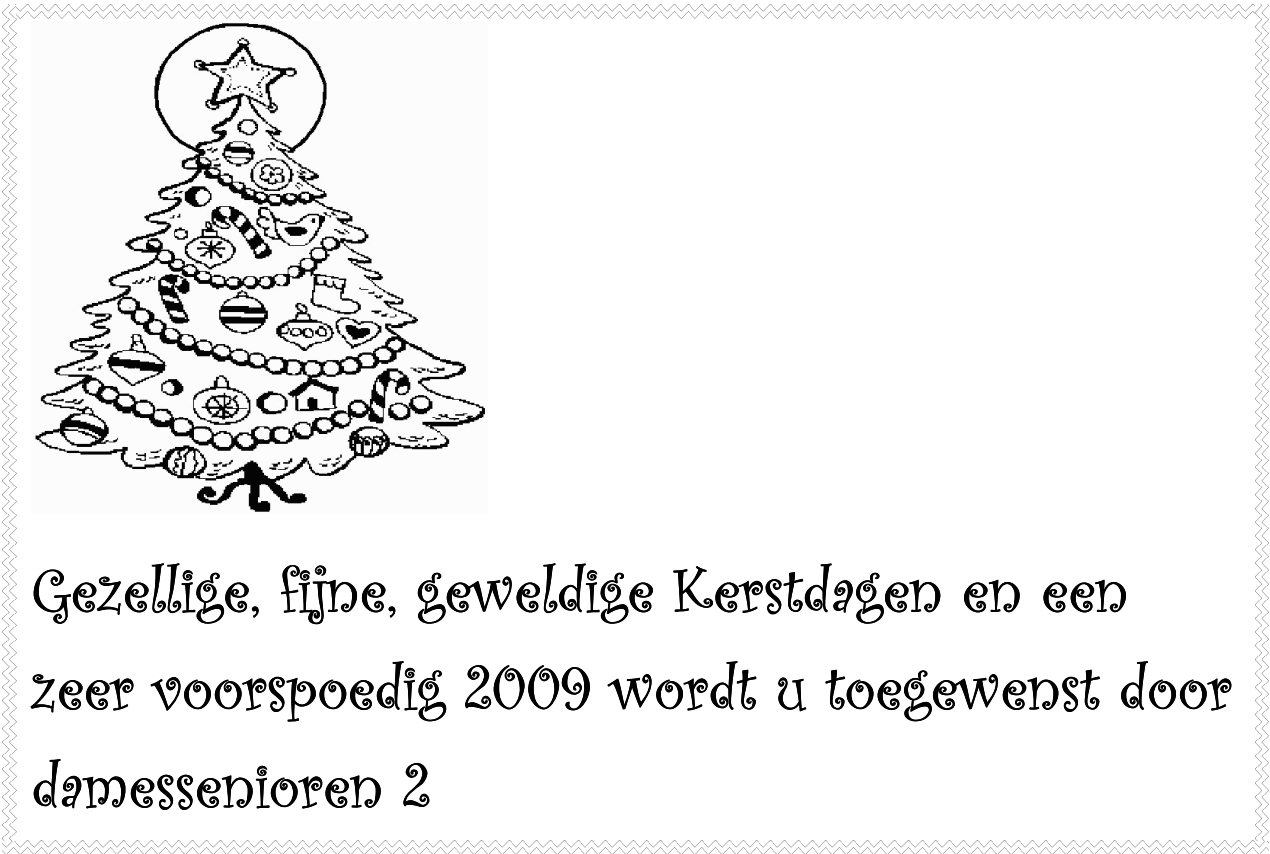 Gezellige, fijne, geweldige Kerstdagen en een
zeer voorspoedig 2009 wordt u toegewenst door
damessenioren 2